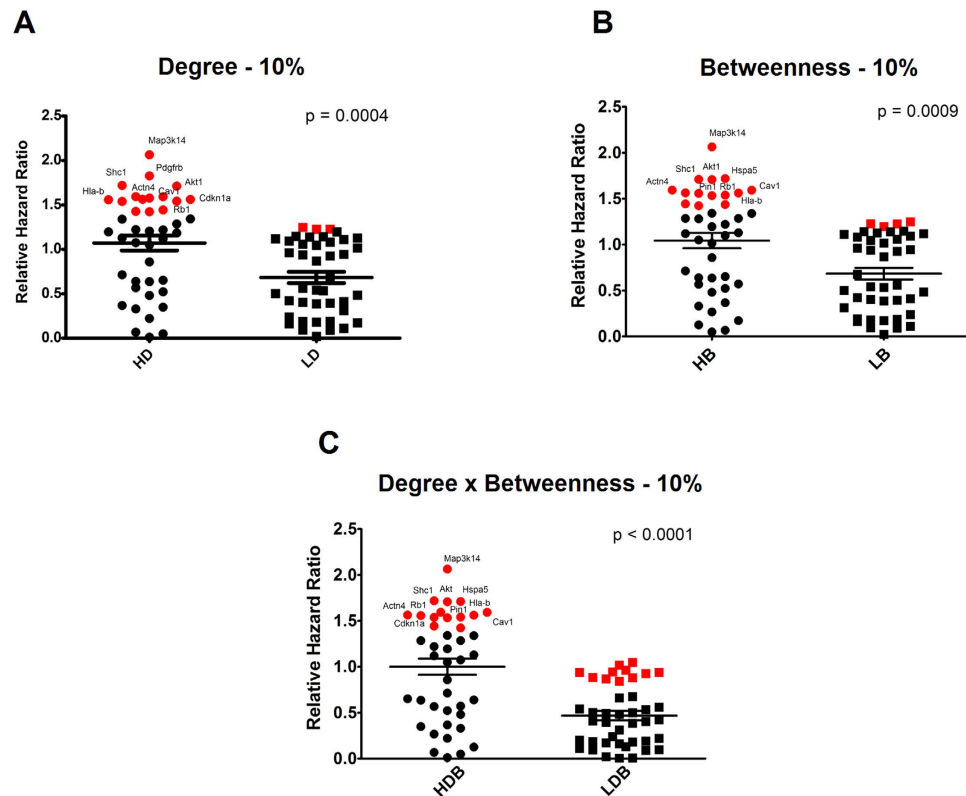 A
Degree - 10%
p = 0.0004
Relative Hazard Ratio
2.5
2.0
1.5
1.0
0.5
0.0
Map3k14
Pdgfrb
Shc1
Akt1
Hla-b
Actn4
Cav1
Cdkn1a
Rb1
HD
LD
B
Betweenness - 10%
p = 0.0009
Relative Hazard Ratio
2.5
2.0
1.5
1.0
0.5
0.0
Map3k14
Shc1
Akt1
Hspa5
Actn4
Pin1
Rb1
Cav1
Hla-b
HB
LB
C
Degree x Betweenness - 10%
p < 0.0001
Relative Hazard Ratio
2.5
2.0
1.5
1.0
0.5
0.0
Map3k14
Shc1
Akt
Hspa5
Actn4
Rb1
Pin1
Hla-b
Cdkn1a
Cav1
HDB
LDB